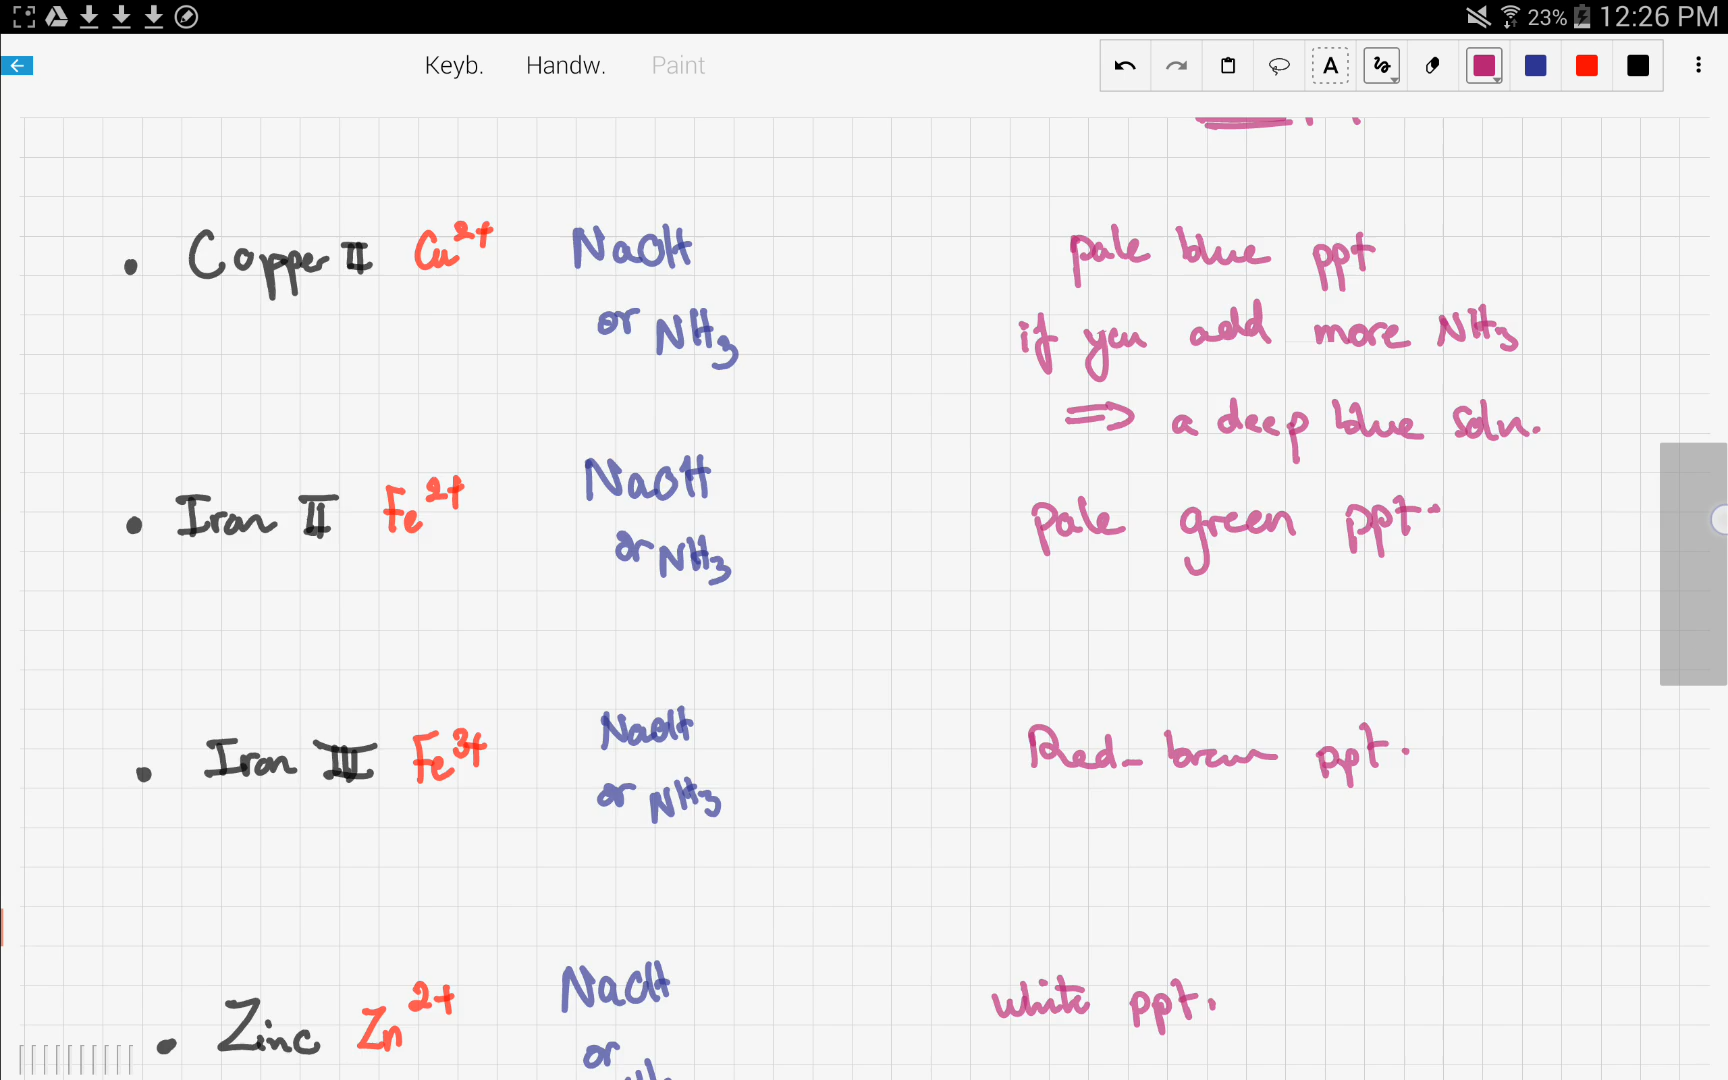 23% 12:26 PM
Keyb. Handw. Paint A
• Copper II Cu2+ NaOH pale blue ppt
or NH3 if you add more NH3
⇒ a deep blue soln.
• Iron II Fe2+ NaOH pale green ppt.
or NH3
• Iron III Fe3+ NaOH Red-brown ppt.
or NH3
• Zinc Zn2+ NaOH white ppt.
or